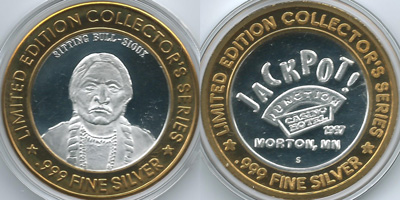 LIMITED EDITION COLLECTOR'S SERIES
SITTING BULL-SIOUX
★ .999 FINE SILVER ★
LIMITED EDITION COLLECTOR'S SERIES
JACKPOT!
JUNCTION
CASINO
HOTEL
1997
MORTON, MN
S
★ .999 FINE SILVER ★